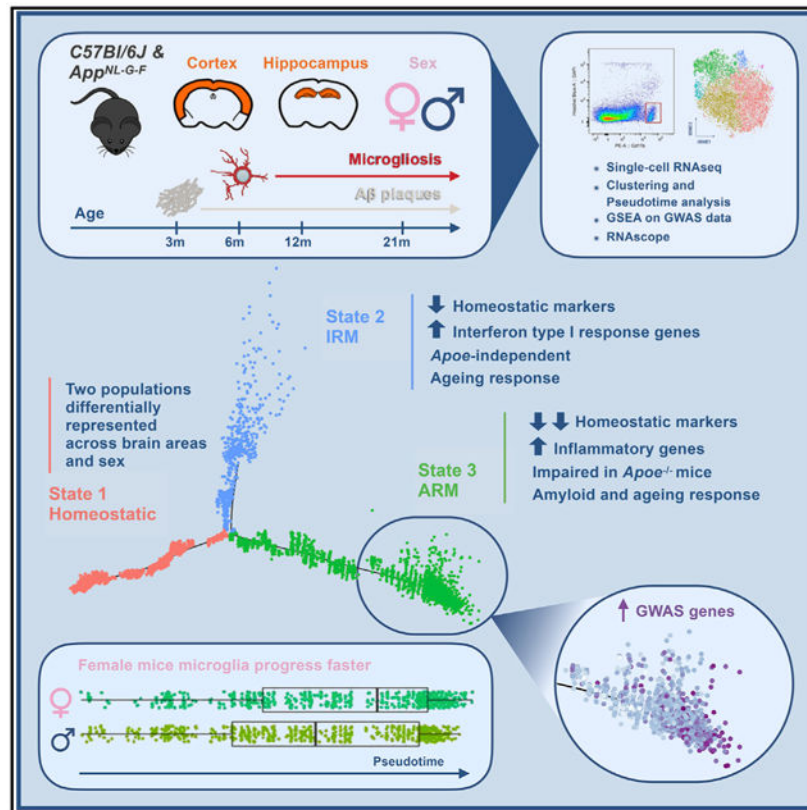 C57Bl/6J &
App^NL-G-F
Cortex
Hippocampus
Sex
♀♂
Microgliosis
Aβ plaques
Age
3m
6m
12m
21m
* Single-cell RNAseq
* Clustering and
Pseudotime analysis
* GSEA on GWAS data
* RNAscope
State 2
IRM
⬇ Homeostatic markers
⬆ Interferon type I response genes
Apoe-independent
Ageing response
Two populations
differentially
represented
across brain areas
and sex
State 1
Homeostatic
State 3
ARM
⬇⬇ Homeostatic markers
⬆ Inflammatory genes
Impaired in Apoe-/- mice
Amyloid and ageing response
↑ GWAS genes
Female mice microglia progress faster
♀
♂
Pseudotime